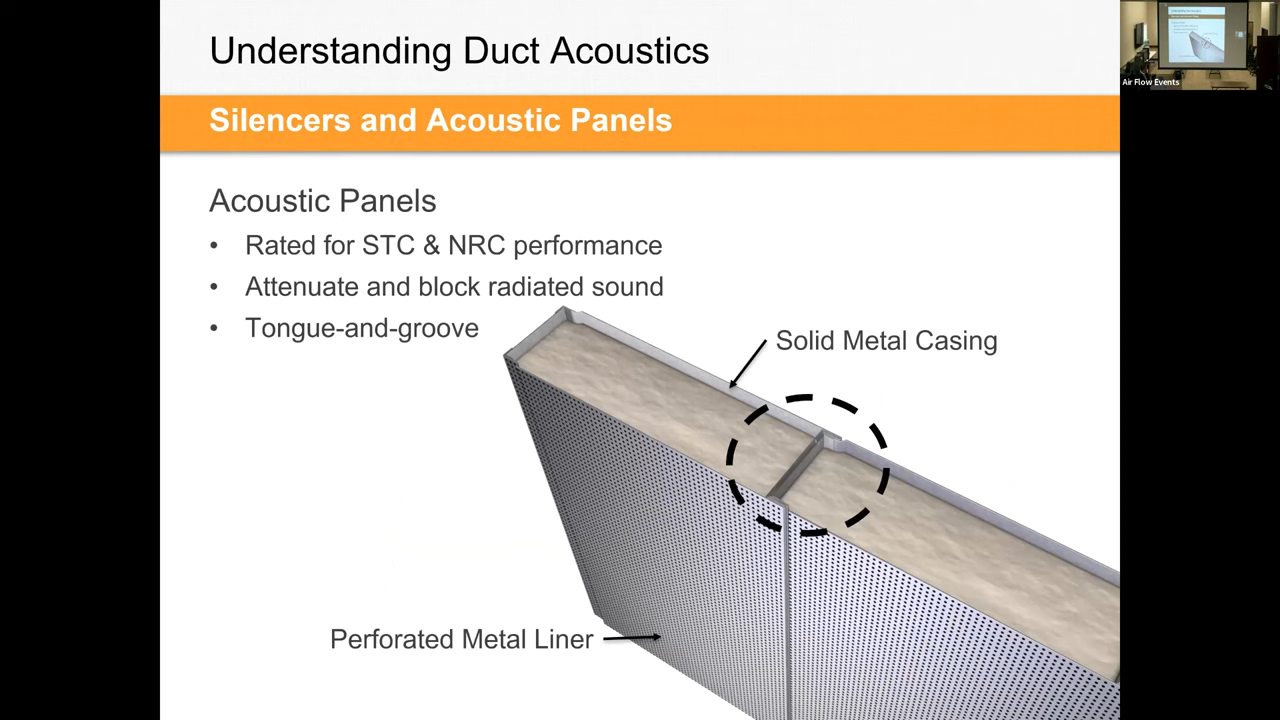 Understanding Duct Acoustics
Silencers and Acoustic Panels
Acoustic Panels
• Rated for STC & NRC performance
• Attenuate and block radiated sound
• Tongue-and-groove
Solid Metal Casing
Perforated Metal Liner
Air Flow Events